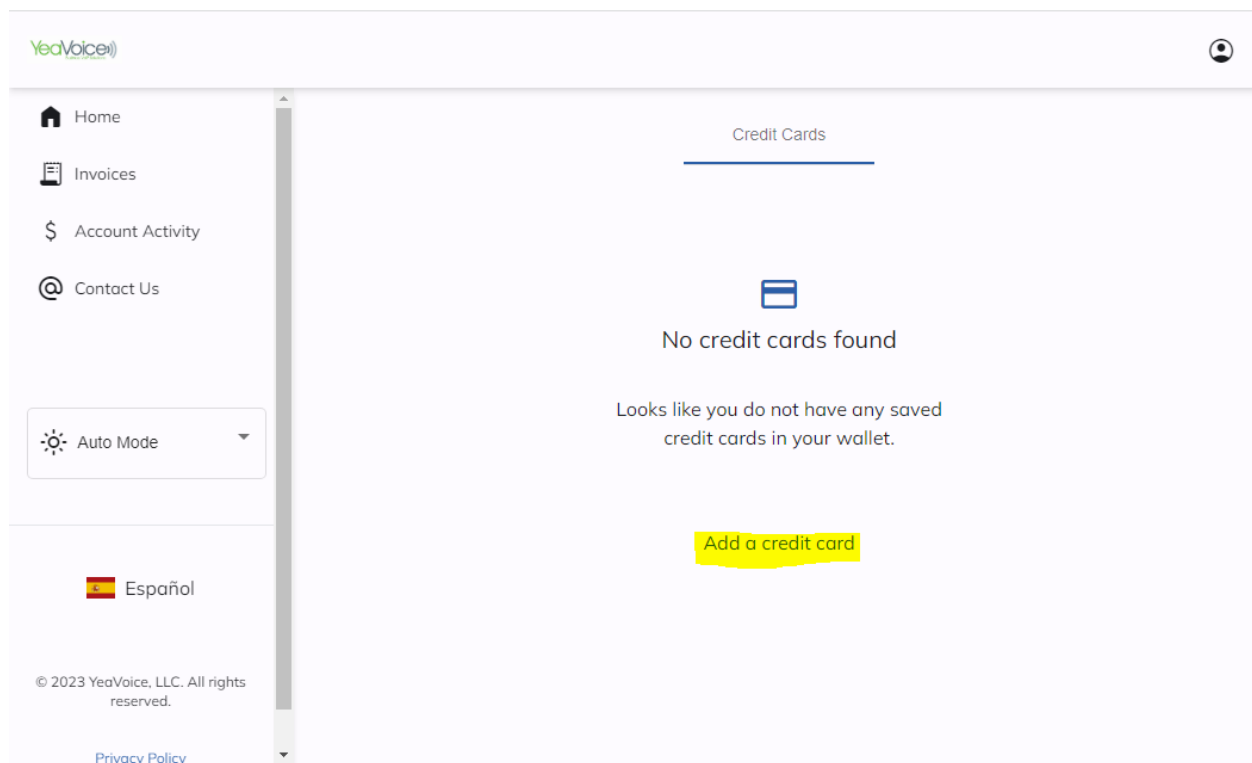 YeaVoice
Home
Invoices
$ Account Activity
@ Contact Us
Auto Mode
Español
© 2023 YeaVoice, LLC. All rights
reserved.
Privacy Policy
Credit Cards
No credit cards found
Looks like you do not have any saved
credit cards in your wallet.
Add a credit card